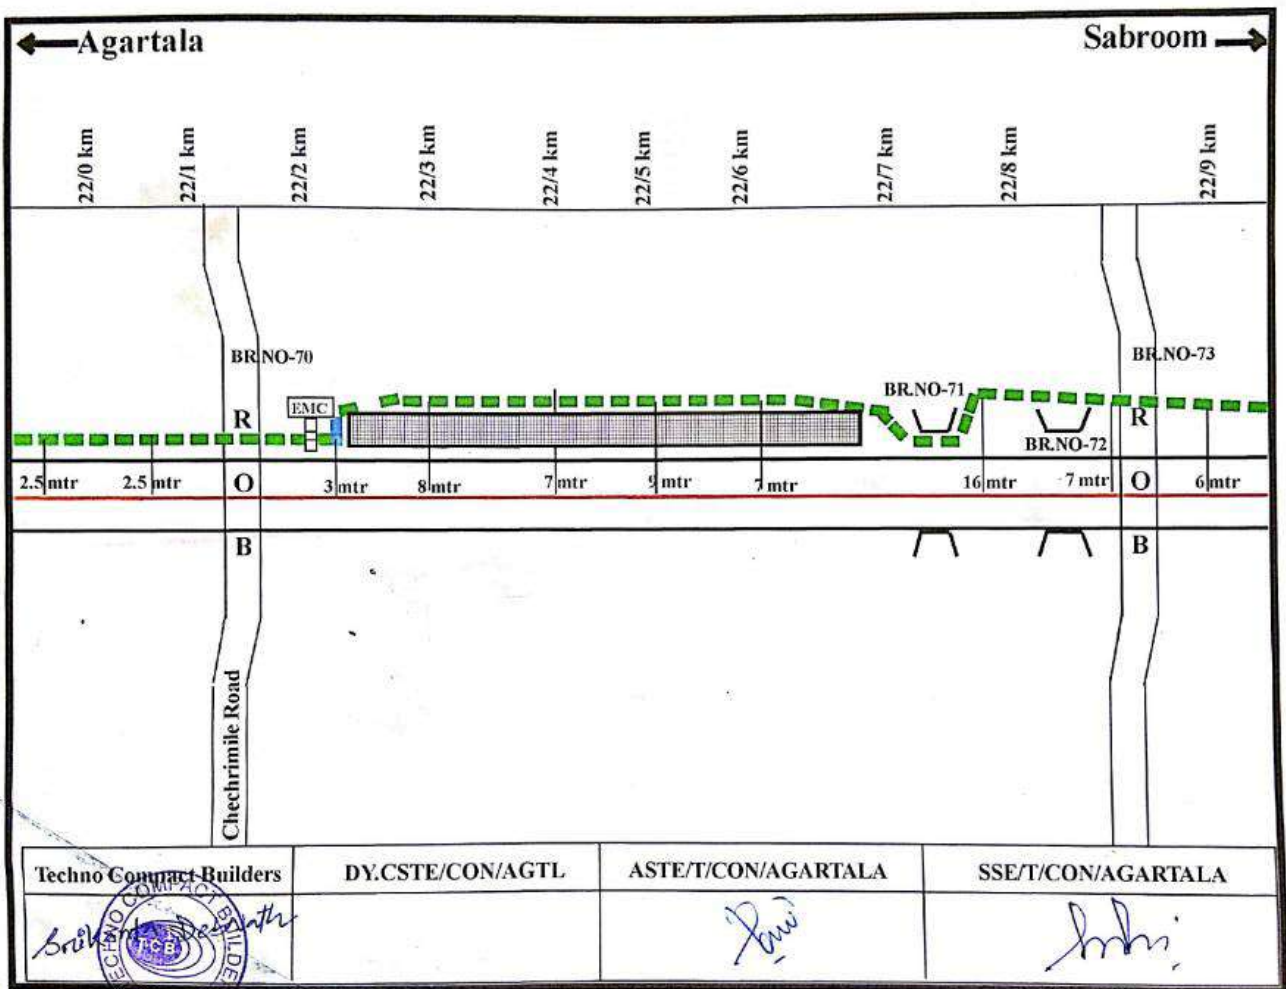 Agartala
Sabroom
22/0 km
22/1 km
22/2 km
22/3 km
22/4 km
22/5 km
22/6 km
22/7 km
22/8 km
22/9 km
BR.NO-70
BR.NO-73
BR.NO-71
EMC
R
R
BR.NO-72
2.5 mtr
2.5 mtr
O
3 mtr
8 mtr
7 mtr
9 mtr
7 mtr
16 mtr
7 mtr
O
6 mtr
B
B
Chechrimile Road
Techno Compact Builders
DY.CSTE/CON/AGTL
ASTE/T/CON/AGARTALA
SSE/T/CON/AGARTALA
TECHNO COMPACT BUILDE
T.C.B